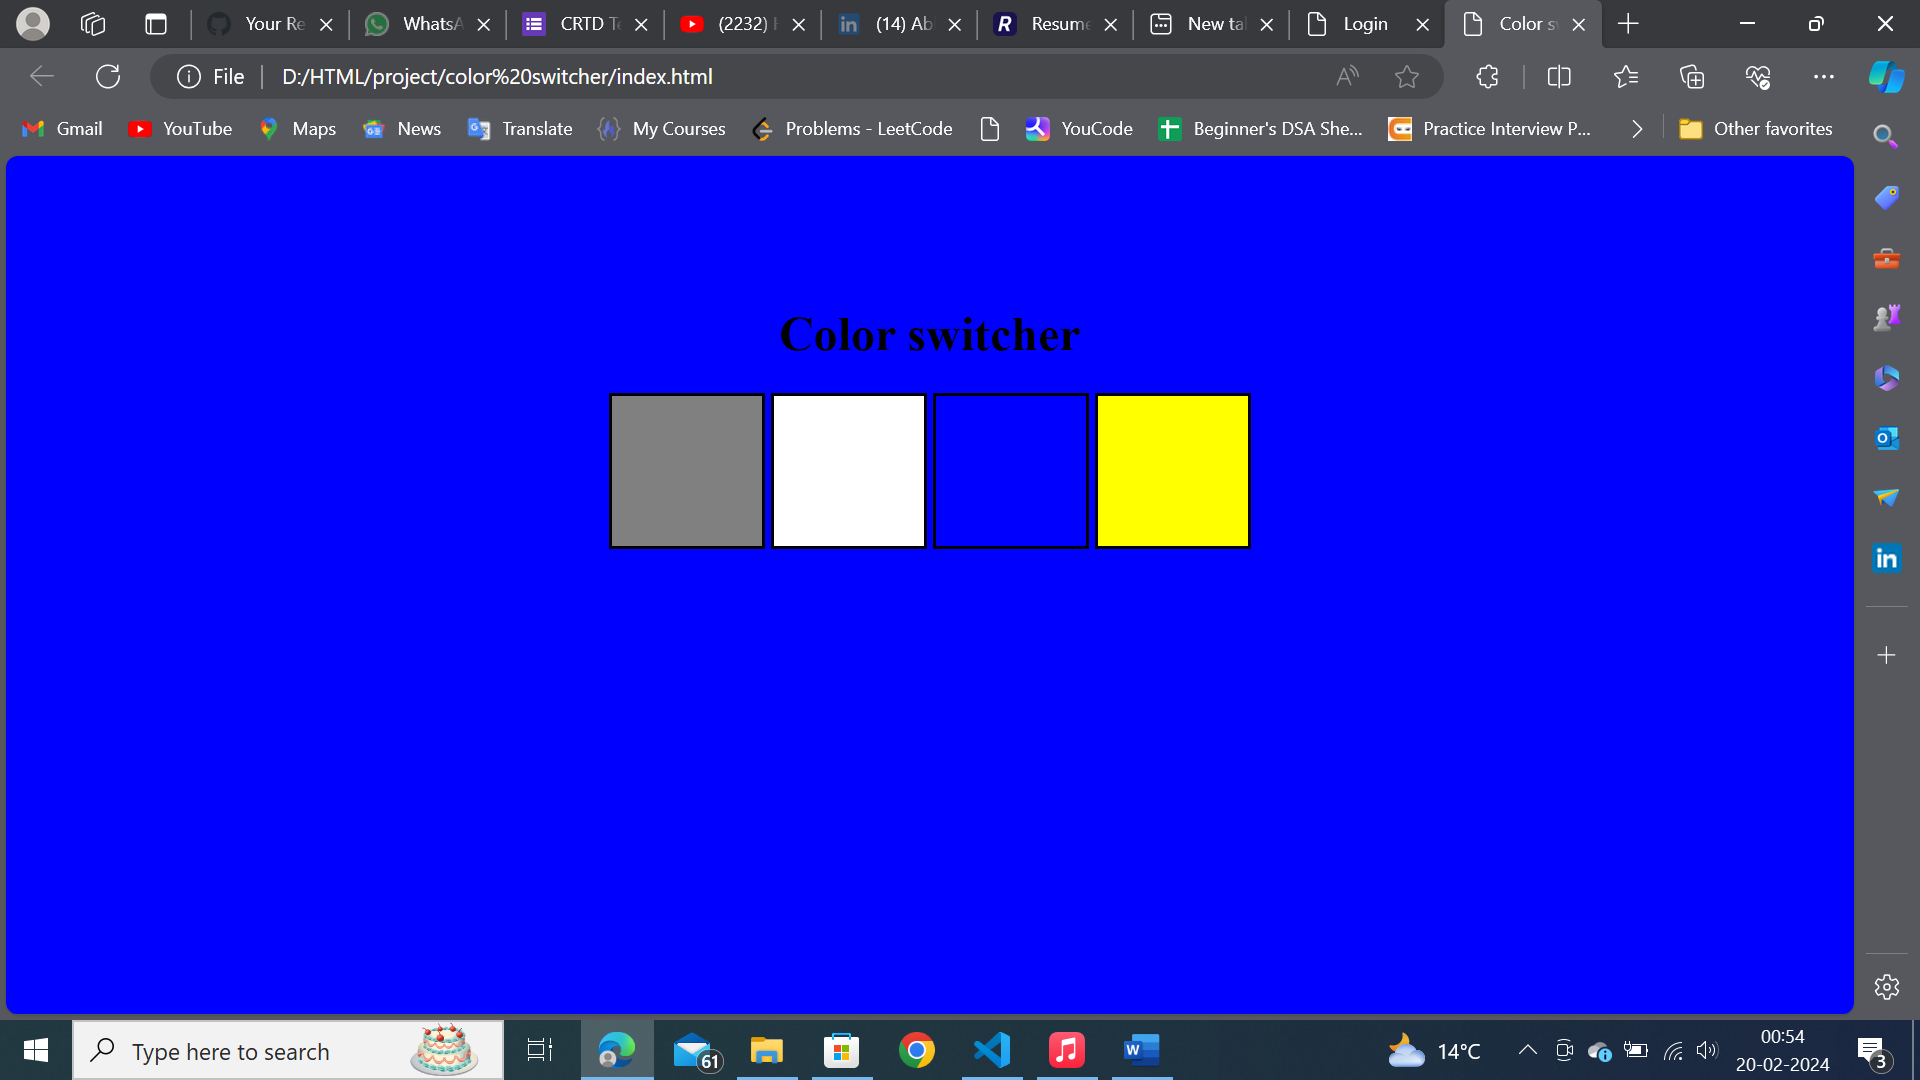 Your Re
WhatsA
CRTD Te
(2232)
(14) Ab
Resume
New tab
Login
Color s
File
D:/HTML/project/color%20switcher/index.html
Gmail
YouTube
Maps
News
Translate
My Courses
Problems - LeetCode
YouCode
Beginner's DSA She...
Practice Interview P...
Other favorites
Color switcher
Type here to search
61
14°C
00:54
20-02-2024
3